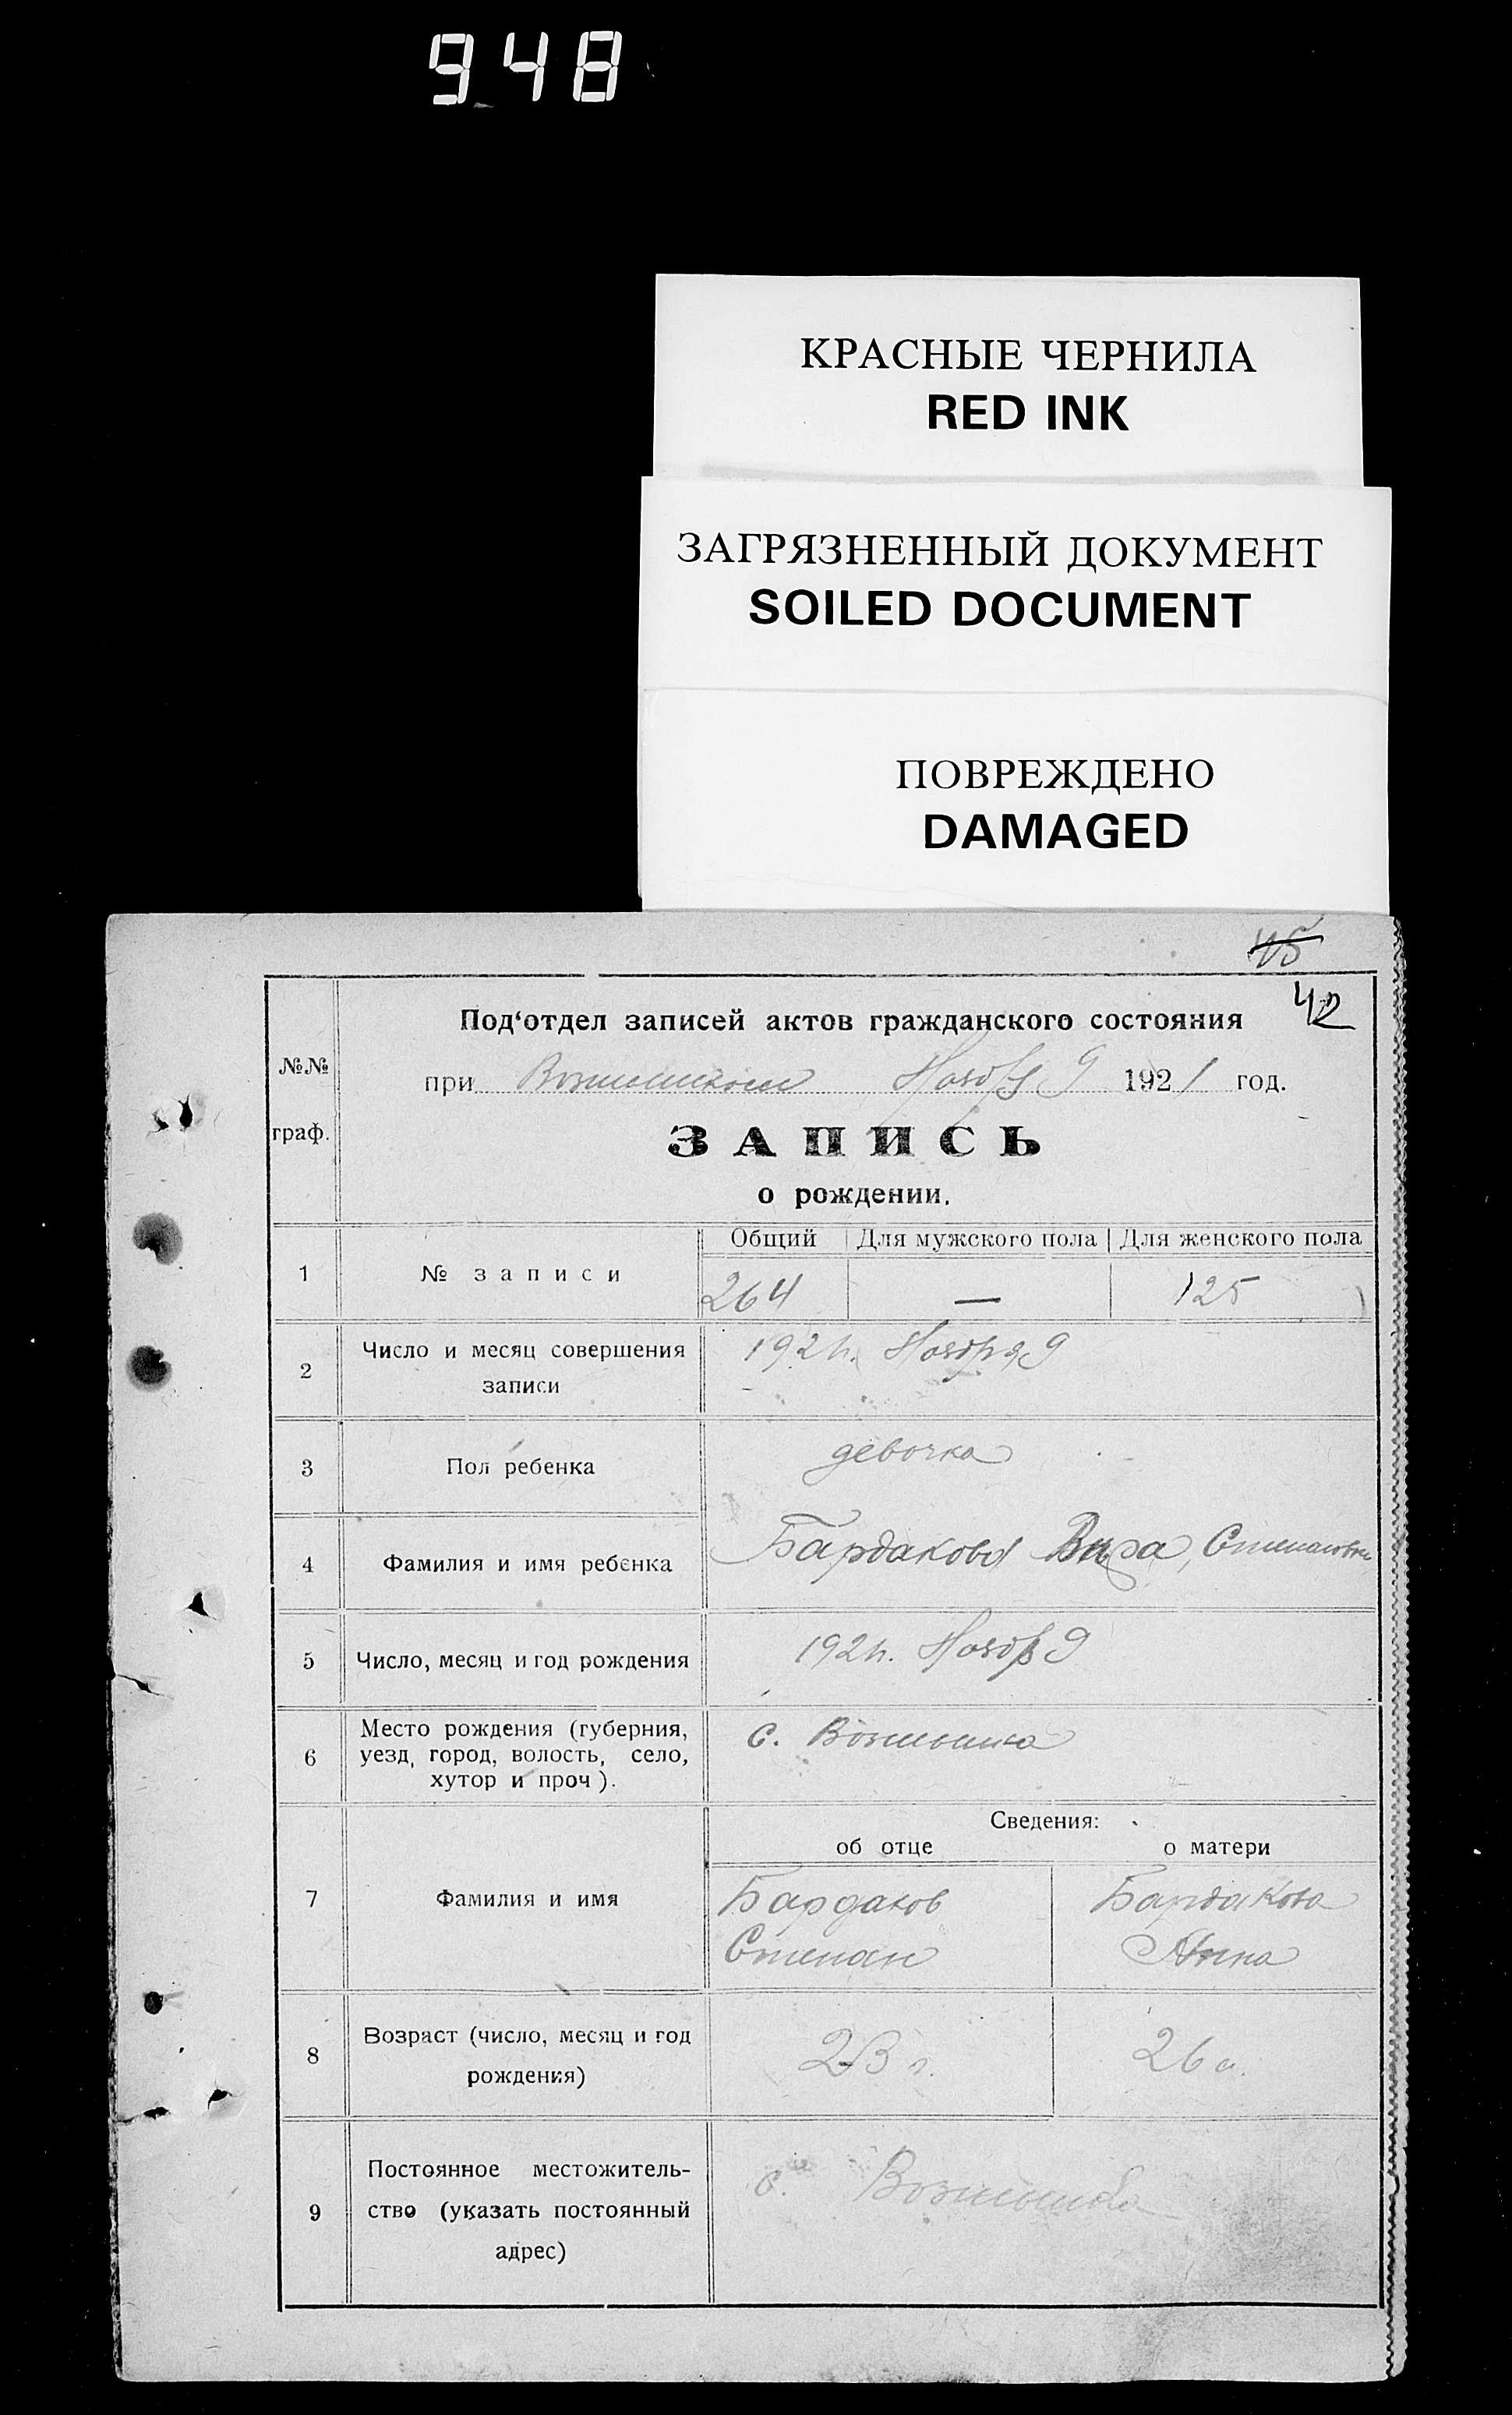 948
КРАСНЫЕ ЧЕРНИЛА
RED INK
ЗАГРЯЗНЕННЫЙ ДОКУМЕНТ
SOILED DOCUMENT
ПОВРЕЖДЕНО
DAMAGED
45
42
Под‘отдел записей актов гражданского состояния
№№
при Нояб 9 1921 год.
граф.
ЗАПИСЬ
о рождении.
Общий Для мужского пола Для женского пола
1 № записи 264 — 125
2 Число и месяц совершения 1921г. Ноября 9
записи
3 Пол ребенка девочка
4 Фамилия и имя ребенка Бардакова Вера, Степановна
5 Число, месяц и год рождения 1921г. Нояб 9
Место рождения (губерния,
6 уезд, город, волость, село, с.
хутор и проч).
Сведения:
об отце о матери
7 Фамилия и имя Бардаков Бардакова
Степан Анна
8 Возраст (число, месяц и год 23 г. 26
рождения)
Постоянное местожитель-
9 ство (указать постоянный с.
адрес)